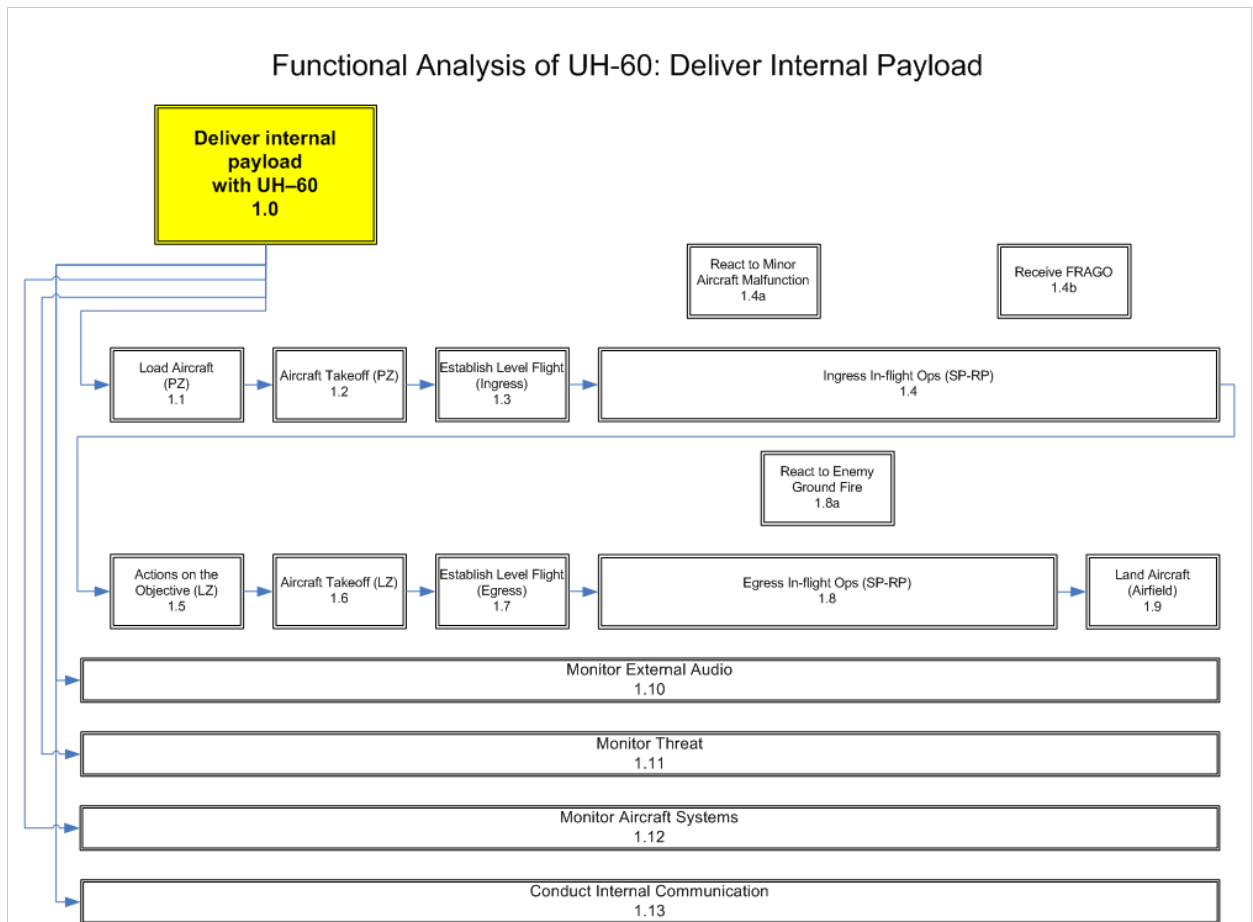 Functional Analysis of UH-60: Deliver Internal Payload
Deliver internal
payload
with UH–60
1.0
React to Minor
Aircraft Malfunction
1.4a
Receive FRAGO
1.4b
Load Aircraft
(PZ)
1.1
Aircraft Takeoff (PZ)
1.2
Establish Level Flight
(Ingress)
1.3
Ingress In-flight Ops (SP-RP)
1.4
React to Enemy
Ground Fire
1.8a
Actions on the
Objective (LZ)
1.5
Aircraft Takeoff (LZ)
1.6
Establish Level Flight
(Egress)
1.7
Egress In-flight Ops (SP-RP)
1.8
Land Aircraft
(Airfield)
1.9
Monitor External Audio
1.10
Monitor Threat
1.11
Monitor Aircraft Systems
1.12
Conduct Internal Communication
1.13